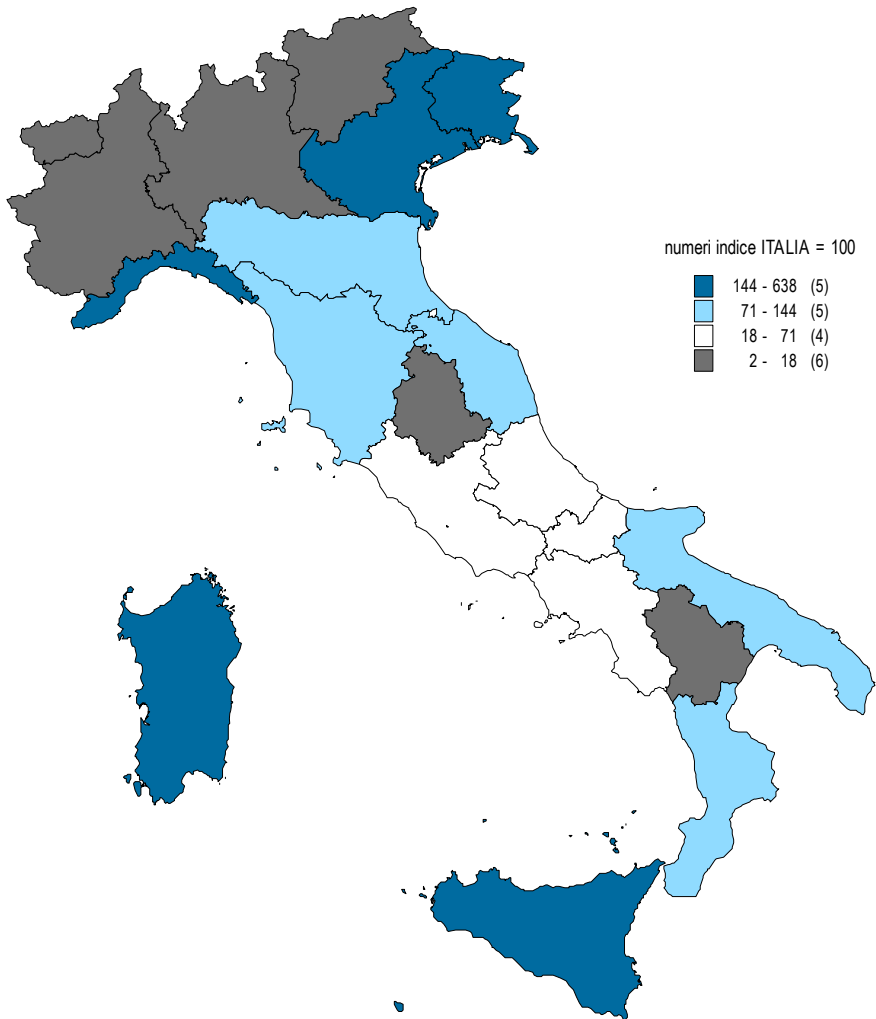 numeri indice ITALIA = 100
144 - 638 (5)
71 - 144 (5)
18 - 71 (4)
2 - 18 (6)